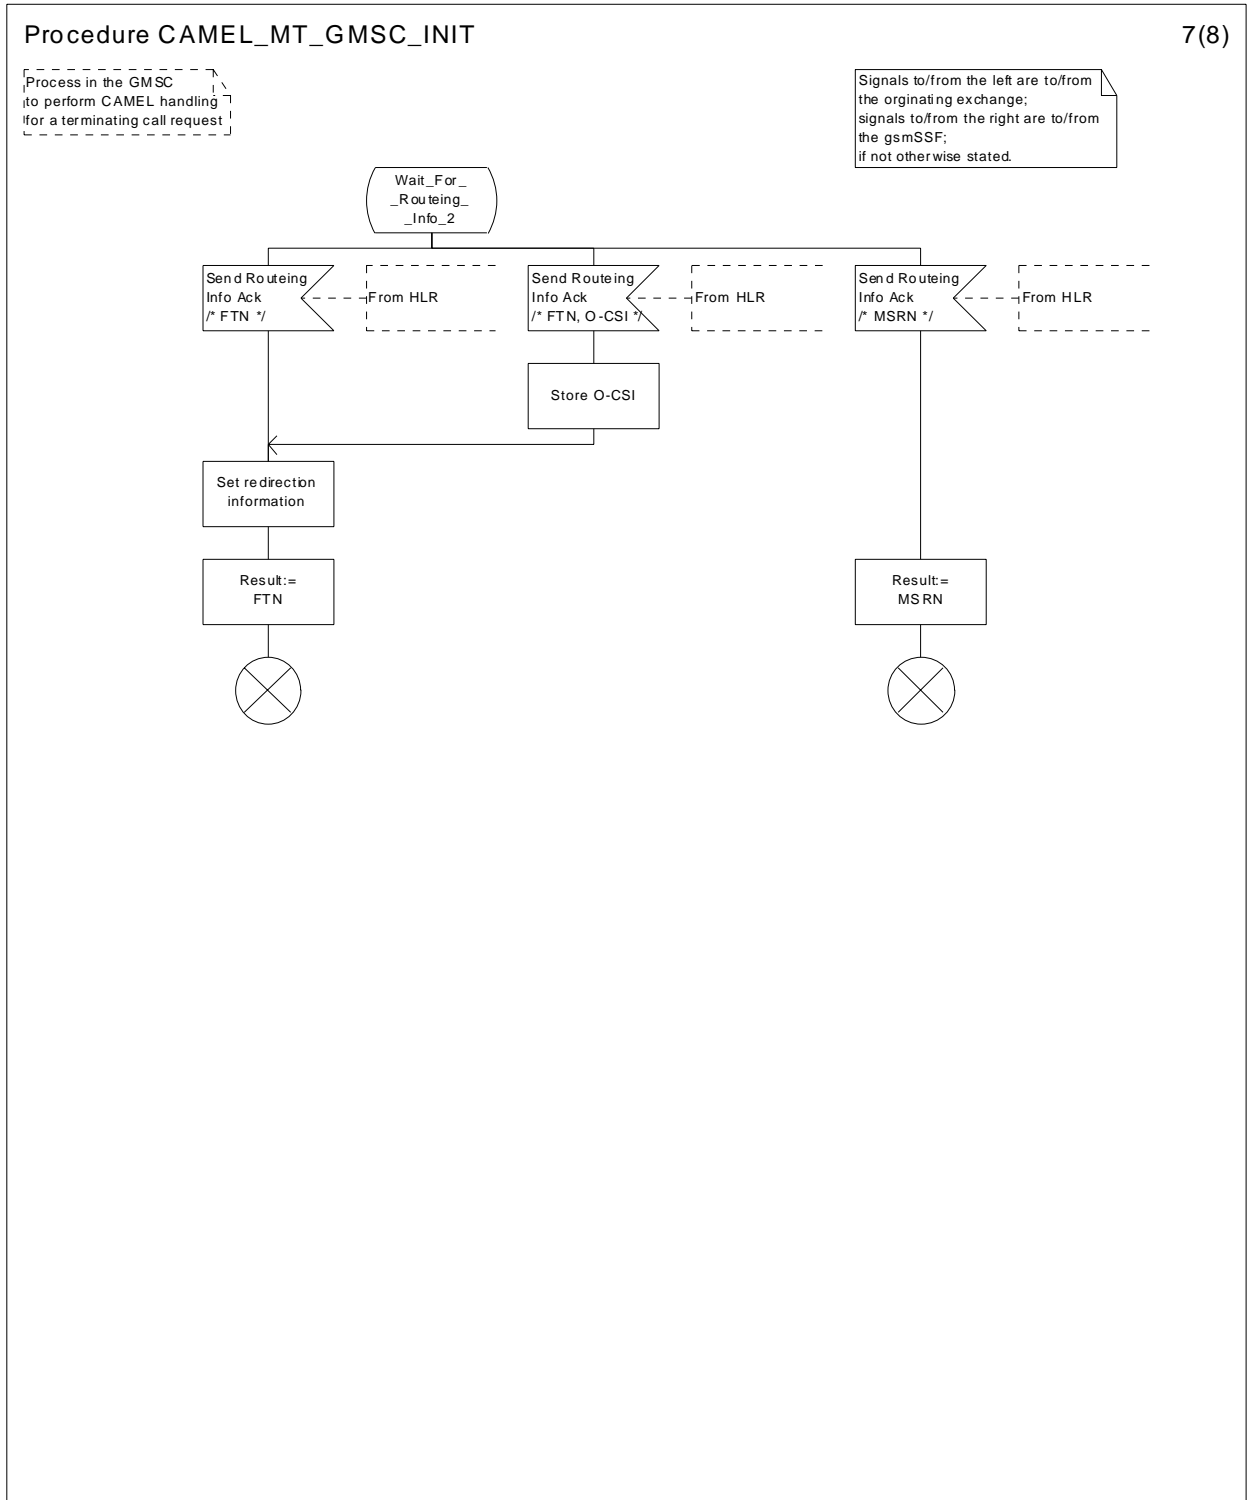 Procedure CAMEL_MT_GMSC_INIT
7(8)
Process in the GMSC
to perform CAMEL handling
for a terminating call request
Signals to/from the left are to/from
the orginating exchange;
signals to/from the right are to/from
the gsmSSF;
if not otherwise stated.
Wait_For_
_Routeing_
_Info_2
Send Routeing
Info Ack
/* FTN */
From HLR
Send Routeing
Info Ack
/* FTN, O-CSI */
From HLR
Send Routeing
Info Ack
/* MSRN */
From HLR
Store O-CSI
Set redirection
information
Result:=
FTN
Result:=
MSRN